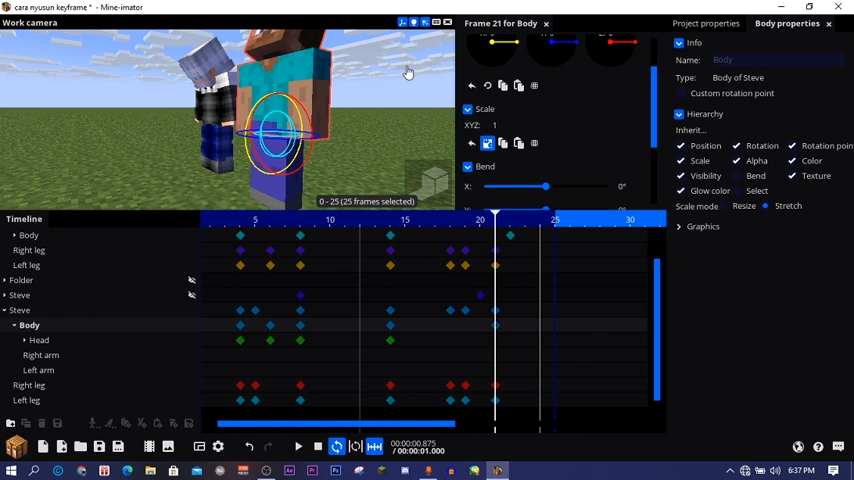 cara nyusun keyframe * - Mine-imator
Work camera
Frame 21 for Body
Project properties
Body properties
Info
Name: Body
Type: Body of Steve
Custom rotation point
Scale
XYZ: 1
Hierarchy
Inherit...
Position Rotation Rotation poin
Scale Alpha Color
Visibility Bend Texture
Glow color Select
Scale mode Resize Stretch
Bend
X: 0°
Graphics
0 - 25 (25 frames selected)
Timeline
5 10 15 20 25 30
Body
Right leg
Left leg
Folder
Steve
Steve
Body
Head
Right arm
Left arm
Right leg
Left leg
00:00:00.875
/ 00:00:01.000
6:37 PM